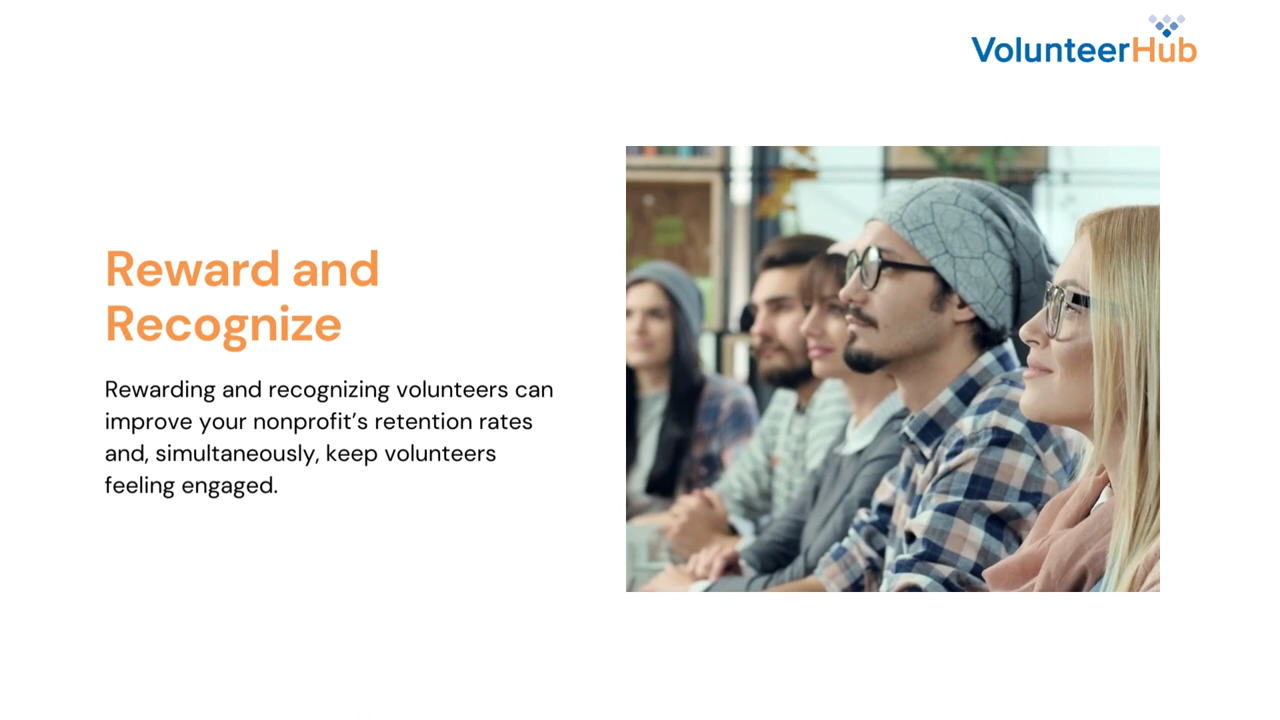 VolunteerHub
Reward and
Recognize
Rewarding and recognizing volunteers can
improve your nonprofit’s retention rates
and, simultaneously, keep volunteers
feeling engaged.